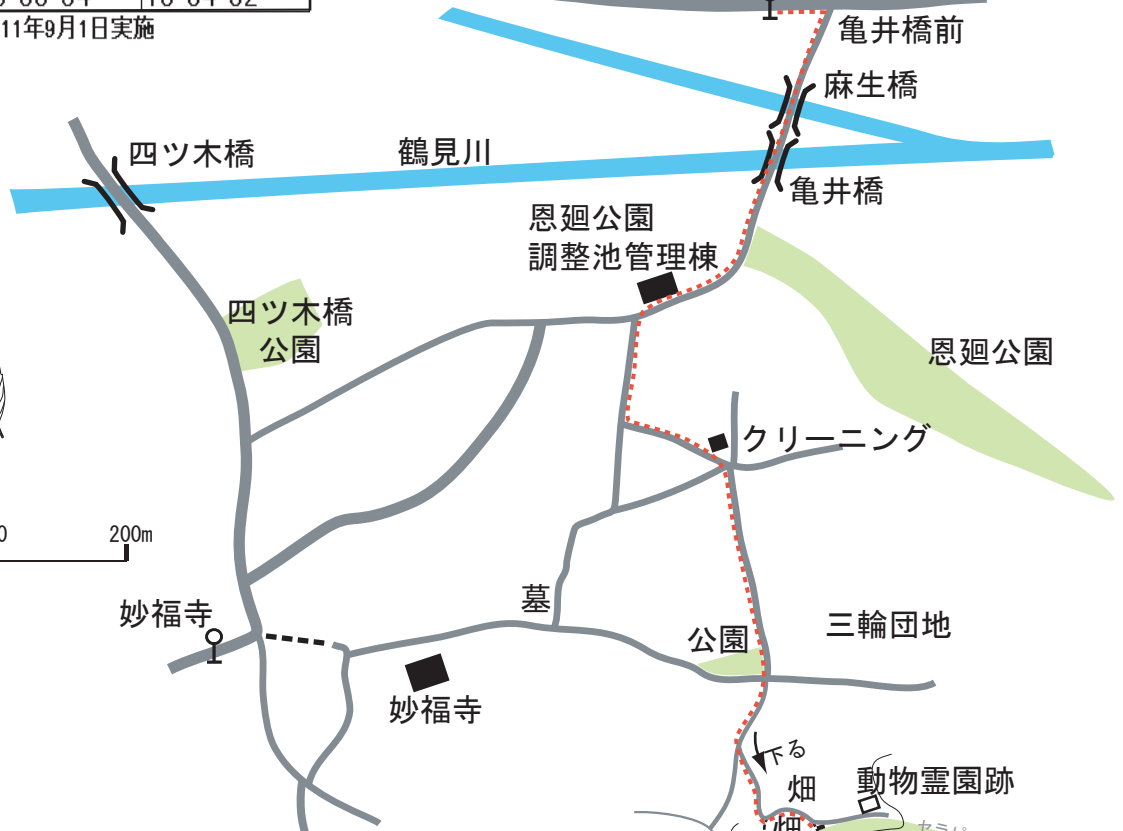 11年9月1日実施
亀井橋前
麻生橋
四ツ木橋
鶴見川
亀井橋
恩廻公園
調整池管理棟
四ツ木橋
公園
恩廻公園
クリーニング
200m
墓
妙福寺
公園
三輪団地
妙福寺
下る
畑
動物霊園跡
畑